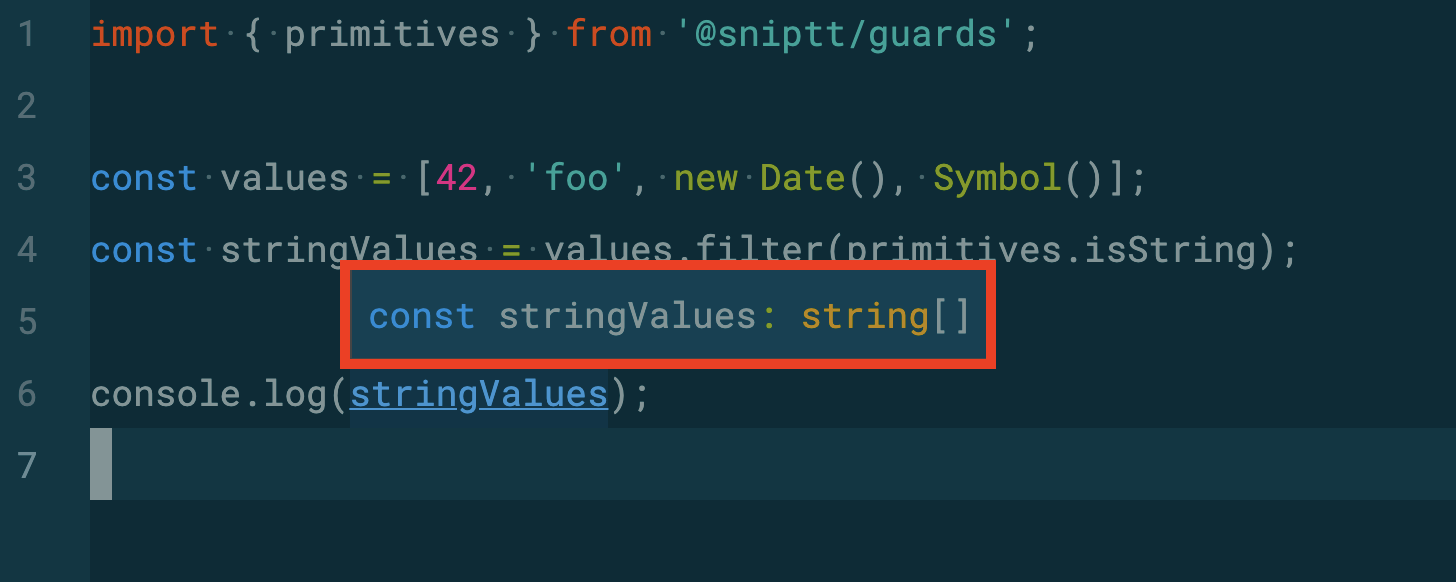 1 import { primitives } from '@sniptt/guards';
2
3 const values = [42, 'foo', new Date(), Symbol()];
4 const stringValues = values.filter(primitives.isString);
5 const stringValues: string[]
6 console.log(stringValues);
7